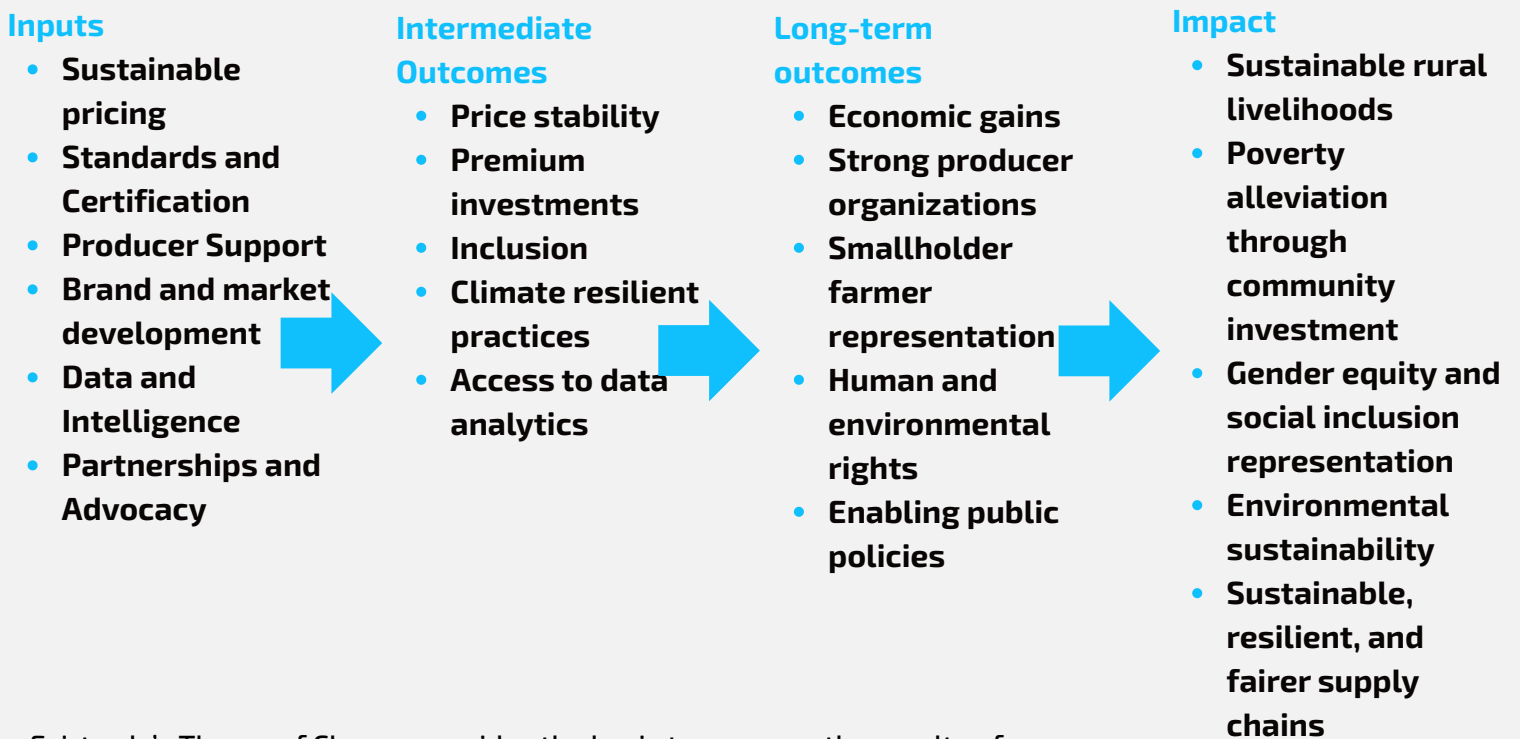 Inputs
• Sustainable
pricing
• Standards and
Certification
• Producer Support
• Brand and market
development
• Data and
Intelligence
• Partnerships and
Advocacy
Intermediate
Outcomes
• Price stability
• Premium
investments
• Inclusion
• Climate resilient
practices
• Access to data
analytics
Long-term
outcomes
• Economic gains
• Strong producer
organizations
• Smallholder
farmer
representation
• Human and
environmental
rights
• Enabling public
policies
Impact
• Sustainable rural
livelihoods
• Poverty
alleviation
through
community
investment
• Gender equity and
social inclusion
representation
• Environmental
sustainability
• Sustainable,
resilient, and
fairer supply
chains